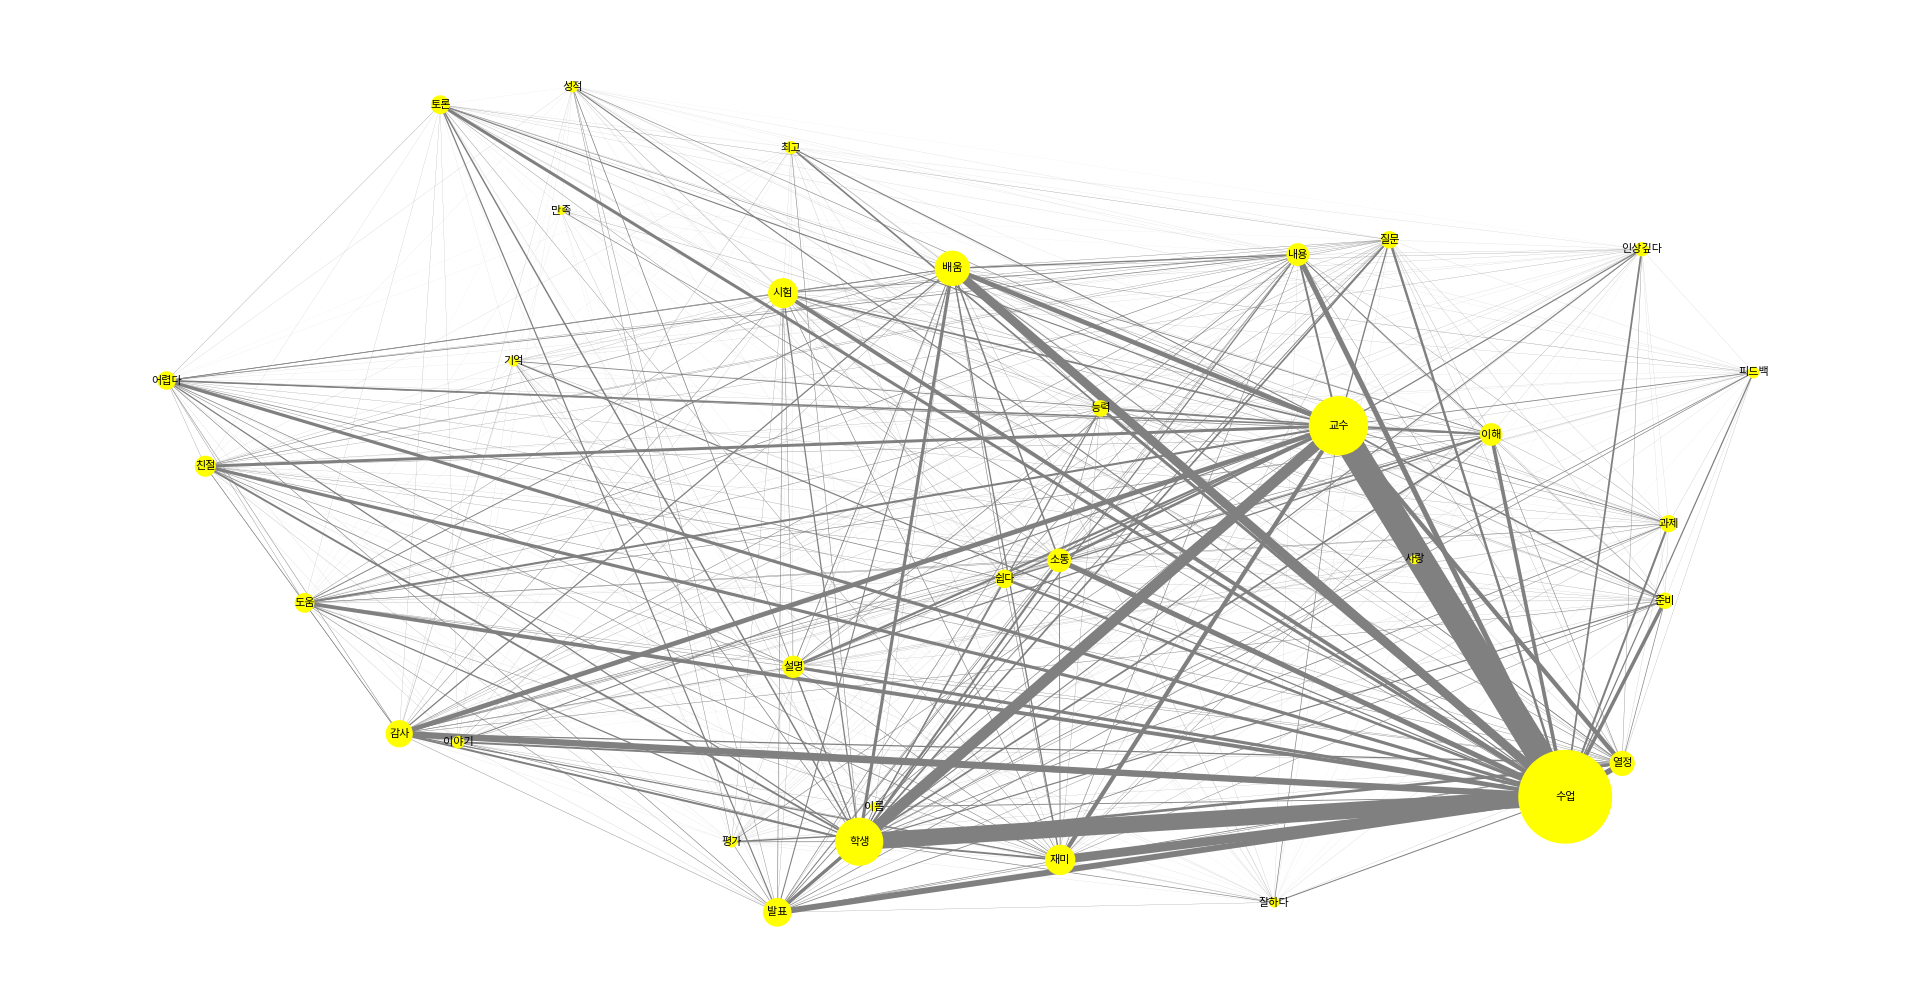 성적
토론
최고
만족
질문
인상깊다
내용
배움
시험
기억
피드백
어렵다
능력
교수
이해
친절
과제
사랑
소통
쉽다
준비
도움
설명
감사
이야기
열정
수업
이름
평가
학생
재미
잘하다
발표